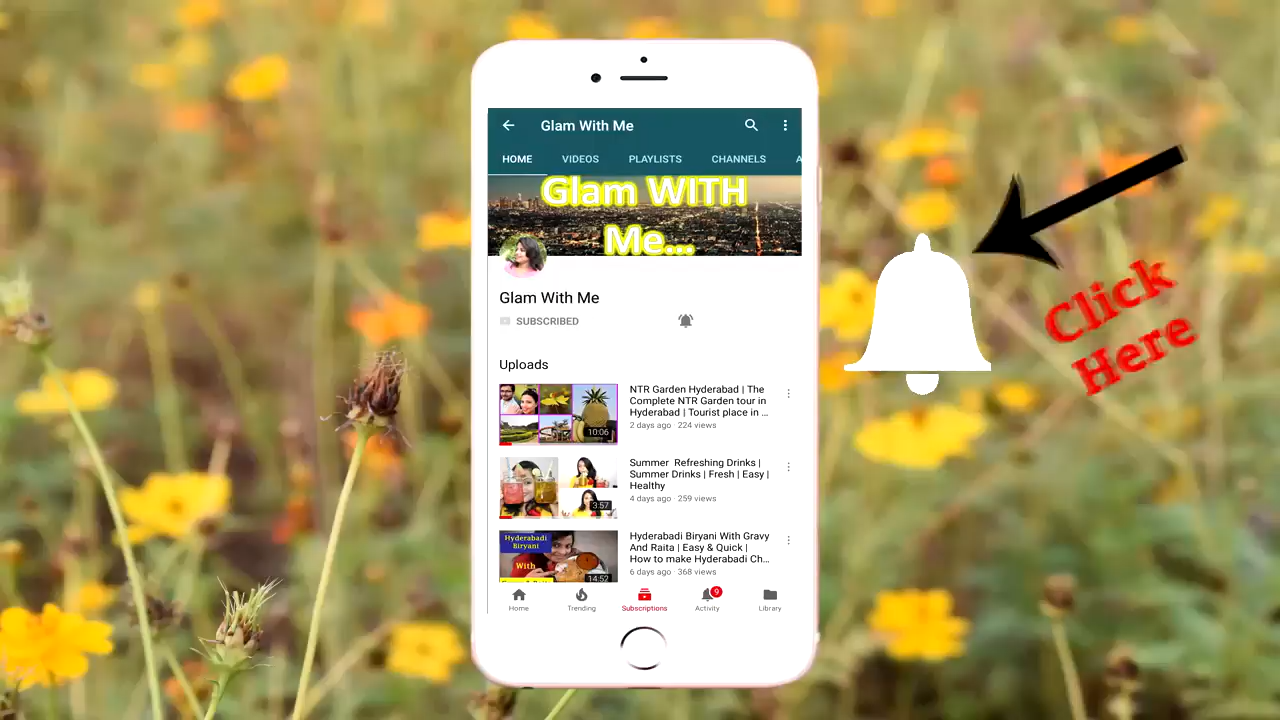 Glam With Me
HOME VIDEOS PLAYLISTS CHANNELS A
Glam WITH
Me...
Glam With Me
SUBSCRIBED
Uploads
NTR Garden Hyderabad | The
Complete NTR Garden tour in
Hyderabad | Tourist place in ...
2 days ago · 224 views
10:06
Summer Refreshing Drinks |
Summer Drinks | Fresh | Easy |
Healthy
4 days ago · 259 views
3:57
Hyderabadi Biryani With Gravy
And Raita | Easy & Quick |
How to make Hyderabadi Ch...
6 days ago · 368 views
Hyderabadi
Biryani
With
14:52
9
Home Trending Subscriptions Activity Library
Click
Here